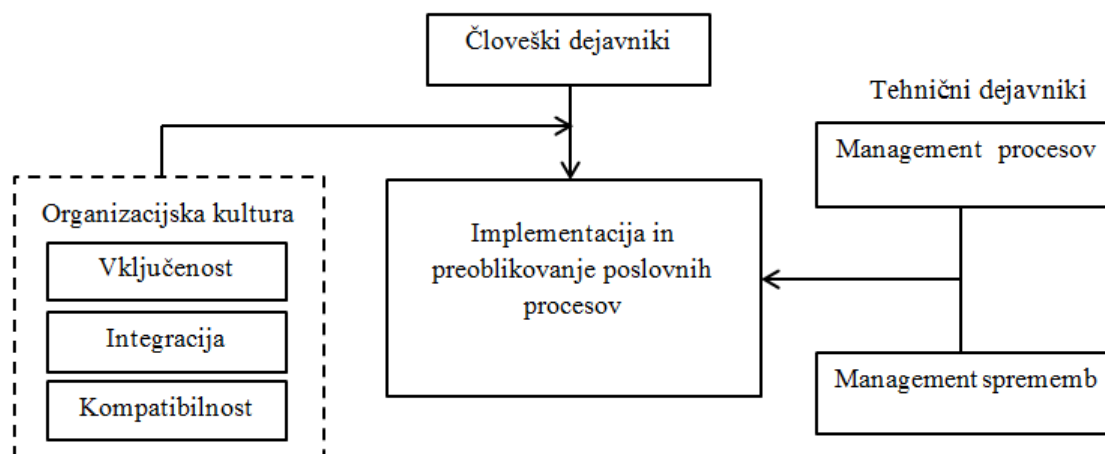 Človeški dejavniki
Tehnični dejavniki
Management procesov
Organizacijska kultura
Vključenost
Integracija
Kompatibilnost
Implementacija in
preoblikovanje poslovnih
procesov
Management sprememb